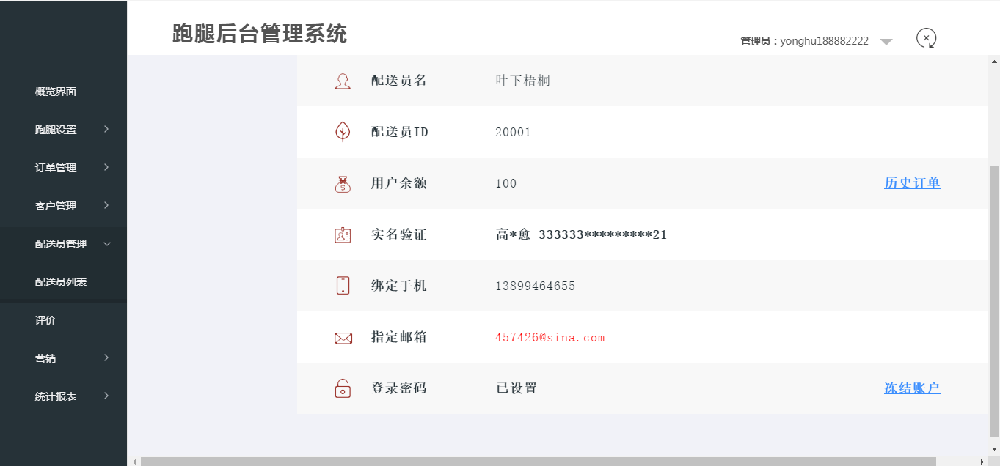 跑腿后台管理系统
管理员：yonghu188882222
概览界面
跑腿设置
订单管理
客户管理
配送员管理
配送员列表
评价
营销
统计报表
配送员名 叶下梧桐
配送员ID 20001
用户余额 100 历史订单
实名验证 高*愈 333333*********21
绑定手机 13899464655
指定邮箱 457426@sina.com
登录密码 已设置 冻结账户